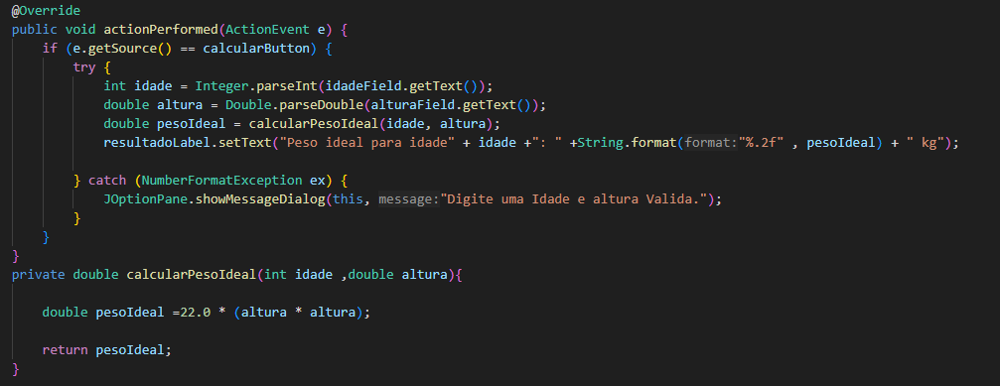 @Override
public void actionPerformed(ActionEvent e) {
    if (e.getSource() == calcularButton) {
        try {
            int idade = Integer.parseInt(idadeField.getText());
            double altura = Double.parseDouble(alturaField.getText());
            double pesoIdeal = calcularPesoIdeal(idade, altura);
            resultadoLabel.setText("Peso ideal para idade" + idade +": " +String.format(format:"%.2f" , pesoIdeal) + " kg");
        } catch (NumberFormatException ex) {
            JOptionPane.showMessageDialog(this, message:"Digite uma Idade e altura Valida.");
        }
    }
}
private double calcularPesoIdeal(int idade ,double altura){
    double pesoIdeal =22.0 * (altura * altura);
    return pesoIdeal;
}